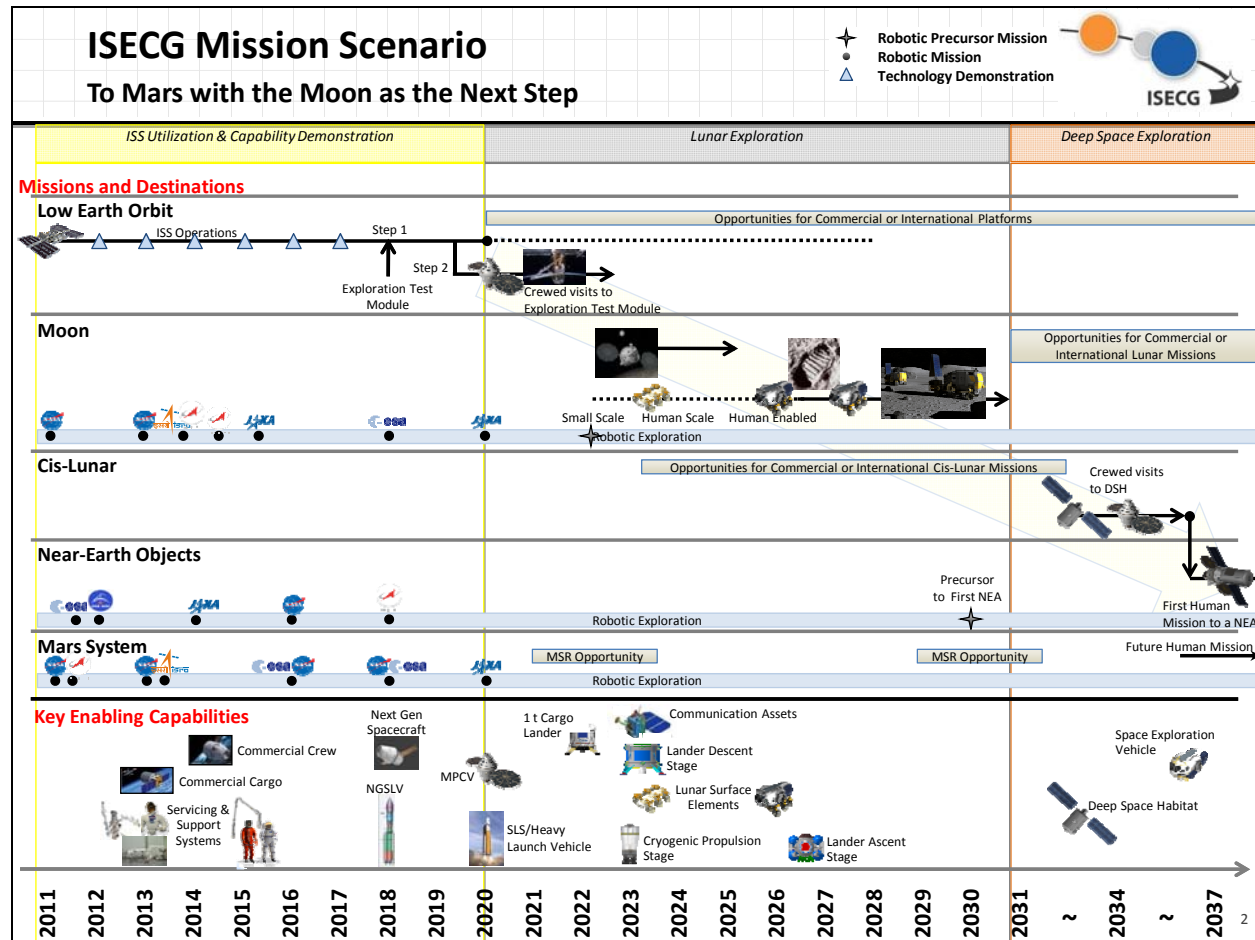 ISECG Mission Scenario
To Mars with the Moon as the Next Step
Robotic Precursor Mission
Robotic Mission
Technology Demonstration
ISECG
ISS Utilization & Capability Demonstration
Lunar Exploration
Deep Space Exploration
Missions and Destinations
Low Earth Orbit
Opportunities for Commercial or International Platforms
ISS Operations
Step 1
Step 2
Exploration Test
Module
Crewed visits to
Exploration Test Module
Moon
Opportunities for Commercial or
International Lunar Missions
Small Scale
Human Scale
Human Enabled
esa
Robotic Exploration
Cis-Lunar
Opportunities for Commercial or International Cis-Lunar Missions
Crewed visits
to DSH
Near-Earth Objects
esa
Precursor
to First NEA
First Human
Mission to a NEA
Robotic Exploration
Mars System
esa
esa
MSR Opportunity
MSR Opportunity
Future Human Mission
Robotic Exploration
Key Enabling Capabilities
Commercial Crew
Commercial Cargo
Servicing &
Support
Systems
Next Gen
Spacecraft
NGSLV
MPCV
SLS/Heavy
Launch Vehicle
1 t Cargo
Lander
Communication Assets
Lander Descent
Stage
Lunar Surface
Elements
Cryogenic Propulsion
Stage
Lander Ascent
Stage
Space Exploration
Vehicle
Deep Space Habitat
2011
2012
2013
2014
2015
2016
2017
2018
2019
2020
2021
2022
2023
2024
2025
2026
2027
2028
2029
2030
2031
~
2034
~
2037
2